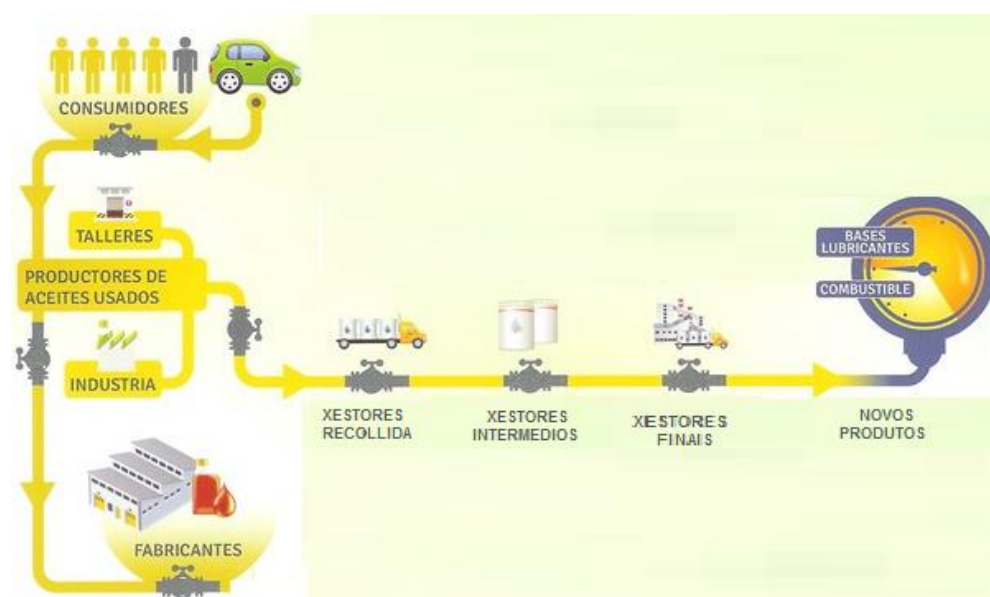 CONSUMIDORES
TALLERES
PRODUCTORES DE
ACEITES USADOS
INDUSTRIA
FABRICANTES
XESTORES
RECOLLIDA
XESTORES
INTERMEDIOS
XESTORES
FINAIS
BASES
LUBRICANTES
COMBUSTIBLE
NOVOS
PRODUTOS